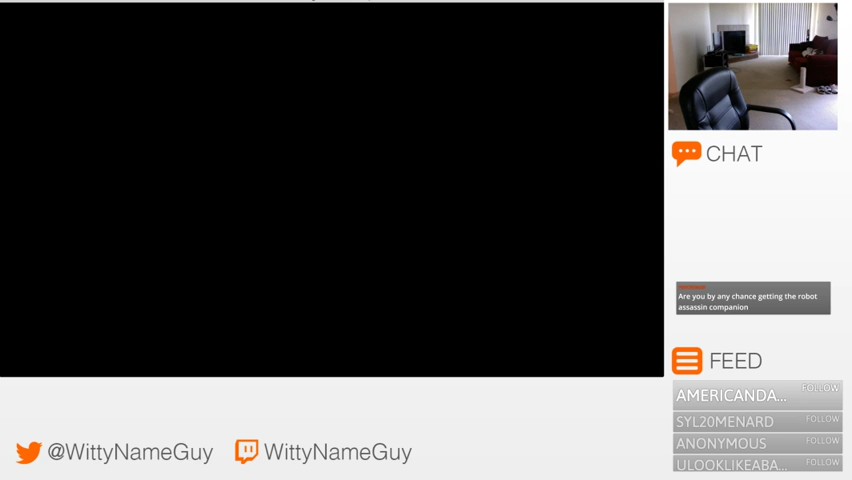 CHAT
Are you by any chance getting the robot
assassin companion
FEED
AMERICANDA... FOLLOW
SYL20MENARD FOLLOW
ANONYMOUS FOLLOW
ULOOKLIKEABA... FOLLOW
@WittyNameGuy WittyNameGuy